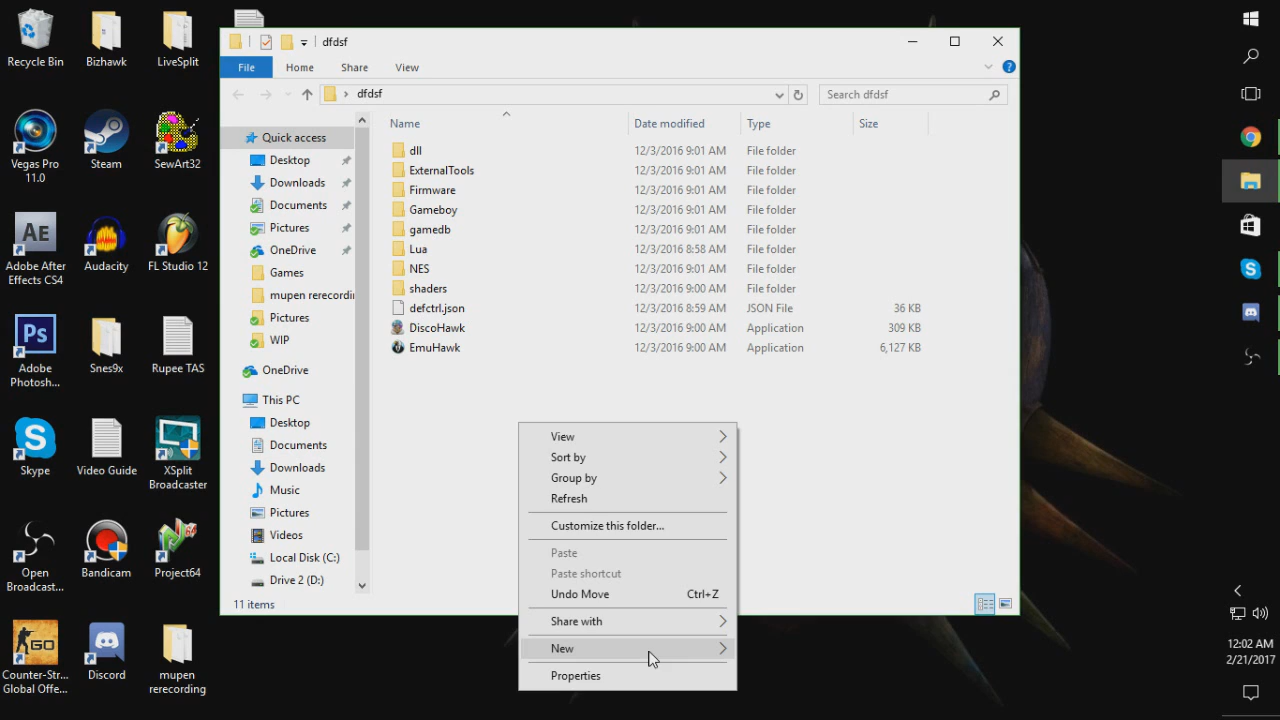 Recycle Bin
Bizhawk
LiveSplit
Vegas Pro
11.0
Steam
SewArt32
Adobe After
Effects CS4
Audacity
FL Studio 12
Adobe
Photosh...
Snes9x
Rupee TAS
Skype
Video Guide
XSplit
Broadcaster
Open
Broadcast...
Bandicam
Project64
Counter-Str...
Global Offe...
Discord
mupen
rerecording
dfdsf
File
Home
Share
View
dfdsf
Search dfdsf
Name
Date modified
Type
Size
Quick access
Desktop
Downloads
Documents
Pictures
OneDrive
Games
mupen rerecordi
Pictures
WIP
OneDrive
This PC
Desktop
Documents
Downloads
Music
Pictures
Videos
Local Disk (C:)
Drive 2 (D:)
dll 12/3/2016 9:01 AM File folder
ExternalTools 12/3/2016 9:01 AM File folder
Firmware 12/3/2016 9:01 AM File folder
Gameboy 12/3/2016 9:01 AM File folder
gamedb 12/3/2016 9:01 AM File folder
Lua 12/3/2016 8:58 AM File folder
NES 12/3/2016 9:01 AM File folder
shaders 12/3/2016 9:00 AM File folder
defctrl.json 12/3/2016 8:59 AM JSON File 36 KB
DiscoHawk 12/3/2016 9:00 AM Application 309 KB
EmuHawk 12/3/2016 9:00 AM Application 6,127 KB
11 items
View
Sort by
Group by
Refresh
Customize this folder...
Paste
Paste shortcut
Undo Move Ctrl+Z
Share with
New
Properties
12:02 AM
2/21/2017